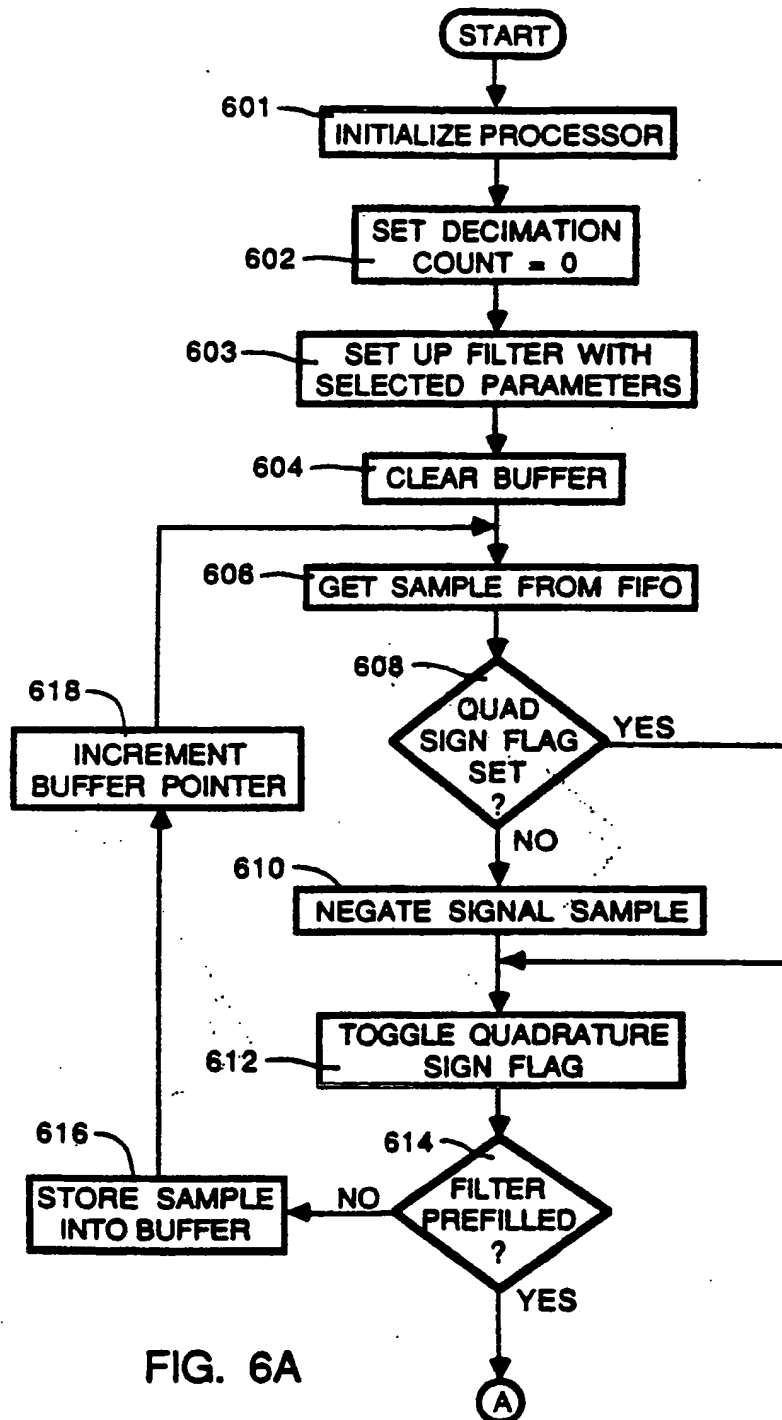 START
601
INITIALIZE PROCESSOR
SET DECIMATION
COUNT = 0
602
603
SET UP FILTER WITH
SELECTED PARAMETERS
604
CLEAR BUFFER
606
GET SAMPLE FROM FIFO
608
QUAD
SIGN FLAG
SET
?
YES
NO
618
INCREMENT
BUFFER POINTER
610
NEGATE SIGNAL SAMPLE
TOGGLE QUADRATURE
SIGN FLAG
612
614
FILTER
PREFILLED
?
NO
YES
616
STORE SAMPLE
INTO BUFFER
FIG. 6A
A